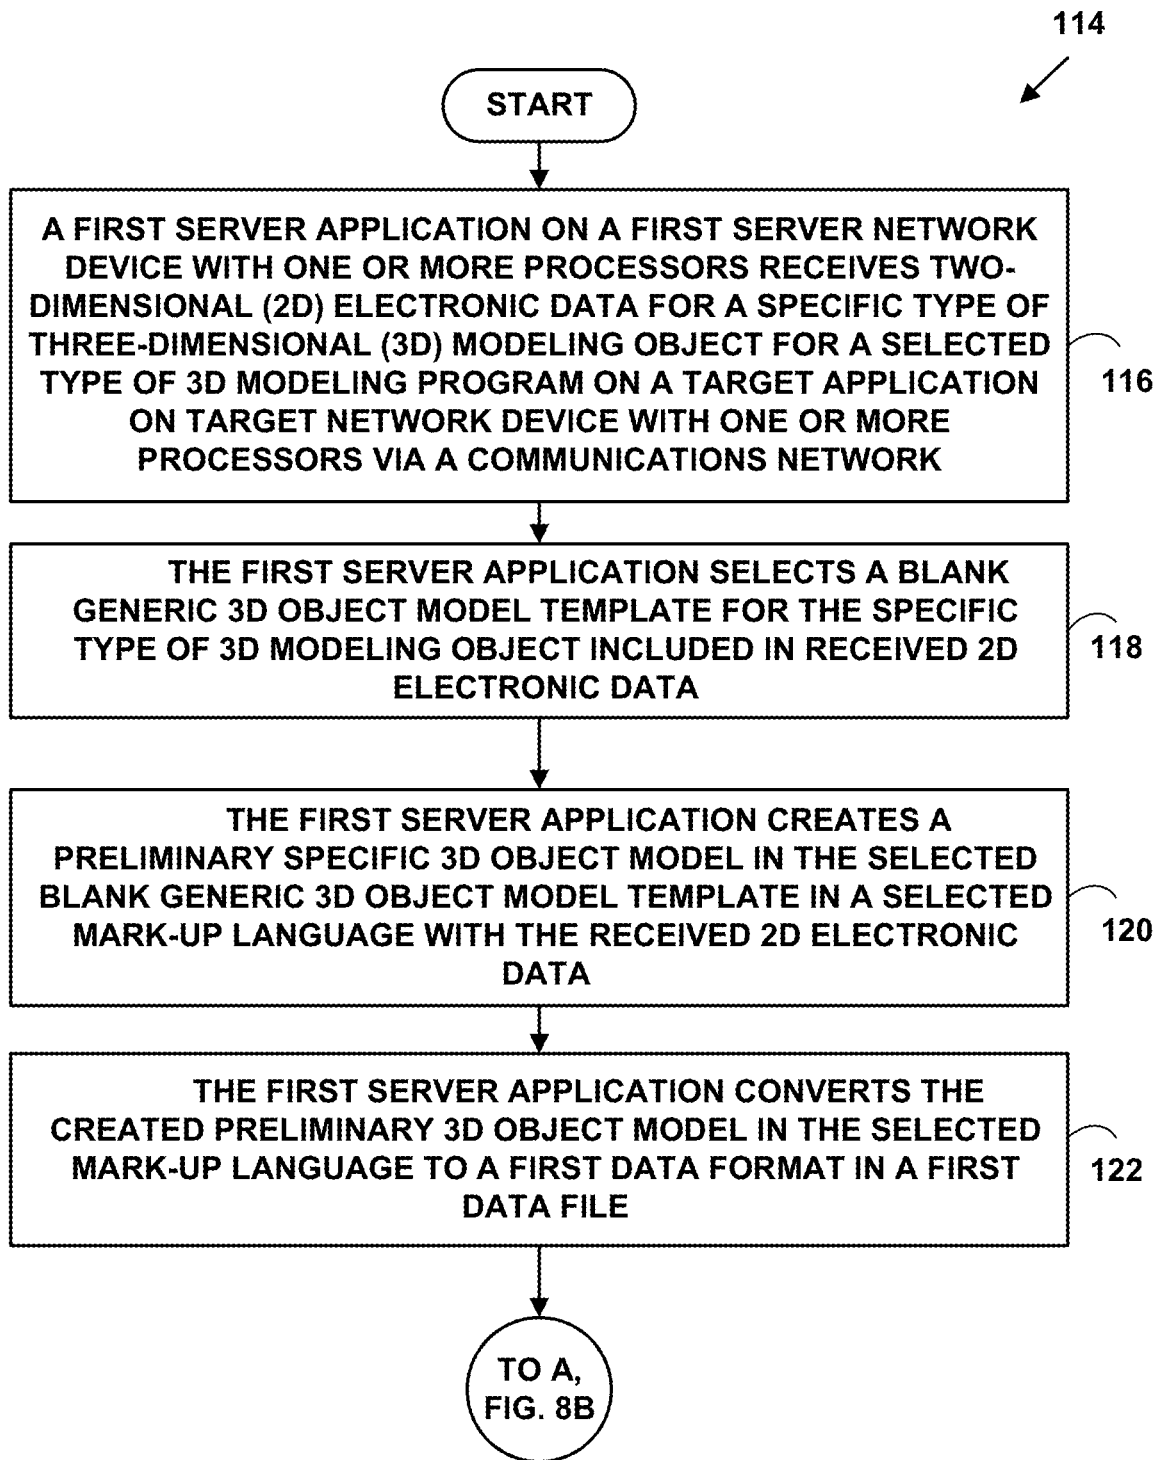 114
START
A FIRST SERVER APPLICATION ON A FIRST SERVER NETWORK
DEVICE WITH ONE OR MORE PROCESSORS RECEIVES TWO-
DIMENSIONAL (2D) ELECTRONIC DATA FOR A SPECIFIC TYPE OF
THREE-DIMENSIONAL (3D) MODELING OBJECT FOR A SELECTED
TYPE OF 3D MODELING PROGRAM ON A TARGET APPLICATION
ON TARGET NETWORK DEVICE WITH ONE OR MORE
PROCESSORS VIA A COMMUNICATIONS NETWORK
116
THE FIRST SERVER APPLICATION SELECTS A BLANK
GENERIC 3D OBJECT MODEL TEMPLATE FOR THE SPECIFIC
TYPE OF 3D MODELING OBJECT INCLUDED IN RECEIVED 2D
ELECTRONIC DATA
118
THE FIRST SERVER APPLICATION CREATES A
PRELIMINARY SPECIFIC 3D OBJECT MODEL IN THE SELECTED
BLANK GENERIC 3D OBJECT MODEL TEMPLATE IN A SELECTED
MARK-UP LANGUAGE WITH THE RECEIVED 2D ELECTRONIC
DATA
120
THE FIRST SERVER APPLICATION CONVERTS THE
CREATED PRELIMINARY 3D OBJECT MODEL IN THE SELECTED
MARK-UP LANGUAGE TO A FIRST DATA FORMAT IN A FIRST
DATA FILE
122
TO A,
FIG. 8B